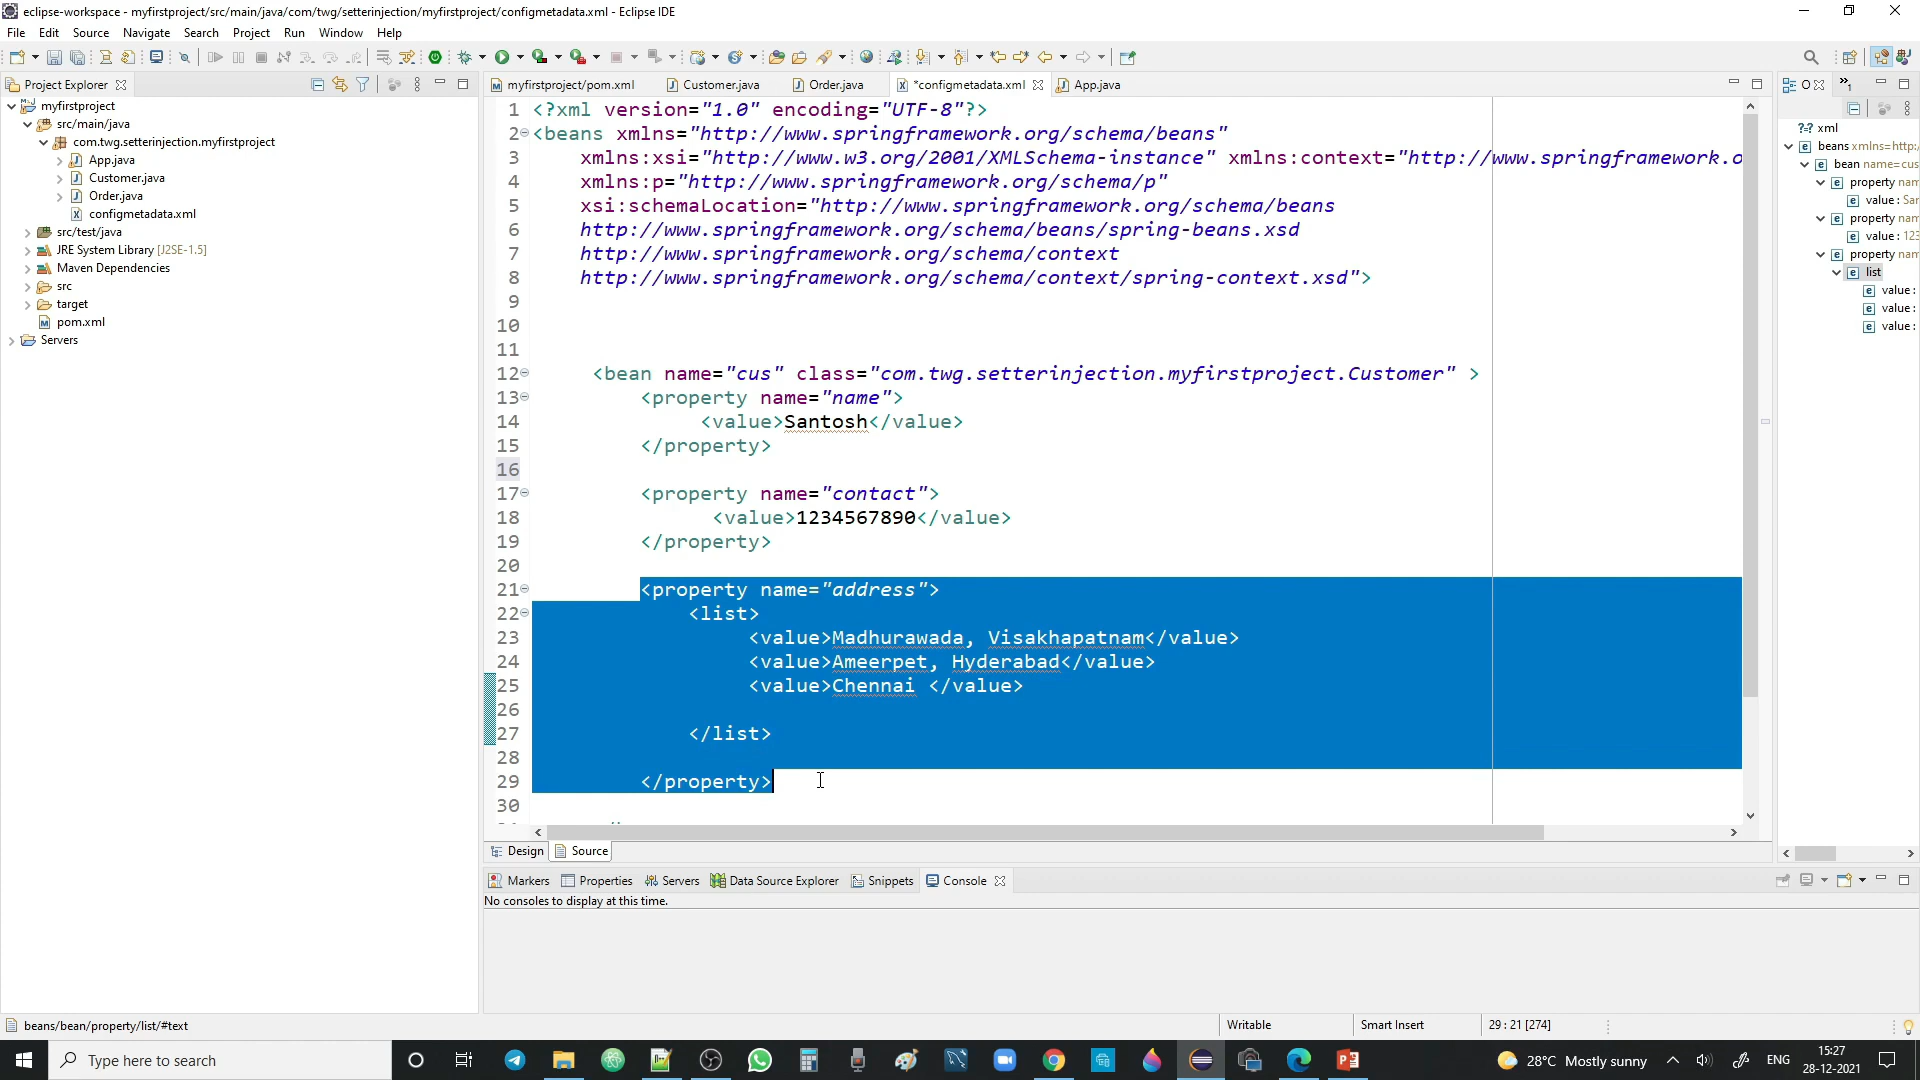 eclipse-workspace - myfirstproject/src/main/java/com/twg/setterinjection/myfirstproject/configmetadata.xml - Eclipse IDE
File Edit Source Navigate Search Project Run Window Help
Project Explorer
myfirstproject/pom.xml Customer.java Order.java *configmetadata.xml App.java
myfirstproject
src/main/java
com.twg.setterinjection.myfirstproject
App.java
Customer.java
Order.java
configmetadata.xml
src/test/java
JRE System Library [J2SE-1.5]
Maven Dependencies
src
target
pom.xml
Servers
1 <?xml version="1.0" encoding="UTF-8"?>
2 <beans xmlns="http://www.springframework.org/schema/beans"
3 xmlns:xsi="http://www.w3.org/2001/XMLSchema-instance" xmlns:context="http://www.springframework.o
4 xmlns:p="http://www.springframework.org/schema/p"
5 xsi:schemaLocation="http://www.springframework.org/schema/beans
6 http://www.springframework.org/schema/beans/spring-beans.xsd
7 http://www.springframework.org/schema/context
8 http://www.springframework.org/schema/context/spring-context.xsd">
9
10
11
12 <bean name="cus" class="com.twg.setterinjection.myfirstproject.Customer" >
13 <property name="name">
14 <value>Santosh</value>
15 </property>
16
17 <property name="contact">
18 <value>1234567890</value>
19 </property>
20
21 <property name="address">
22 <list>
23 <value>Madhurawada, Visakhapatnam</value>
24 <value>Ameerpet, Hyderabad</value>
25 <value>Chennai </value>
26
27 </list>
28
29 </property>
30
Design Source
O
xml
beans xmlns=http:/
bean name=cus
property nam
value : Sar
property nam
value : 123
property nam
list
value :
value :
value :
Markers Properties Servers Data Source Explorer Snippets Console
No consoles to display at this time.
beans/bean/property/list/#text
Writable
Smart Insert
29 : 21 [274]
Type here to search
28°C Mostly sunny
ENG
15:27
28-12-2021